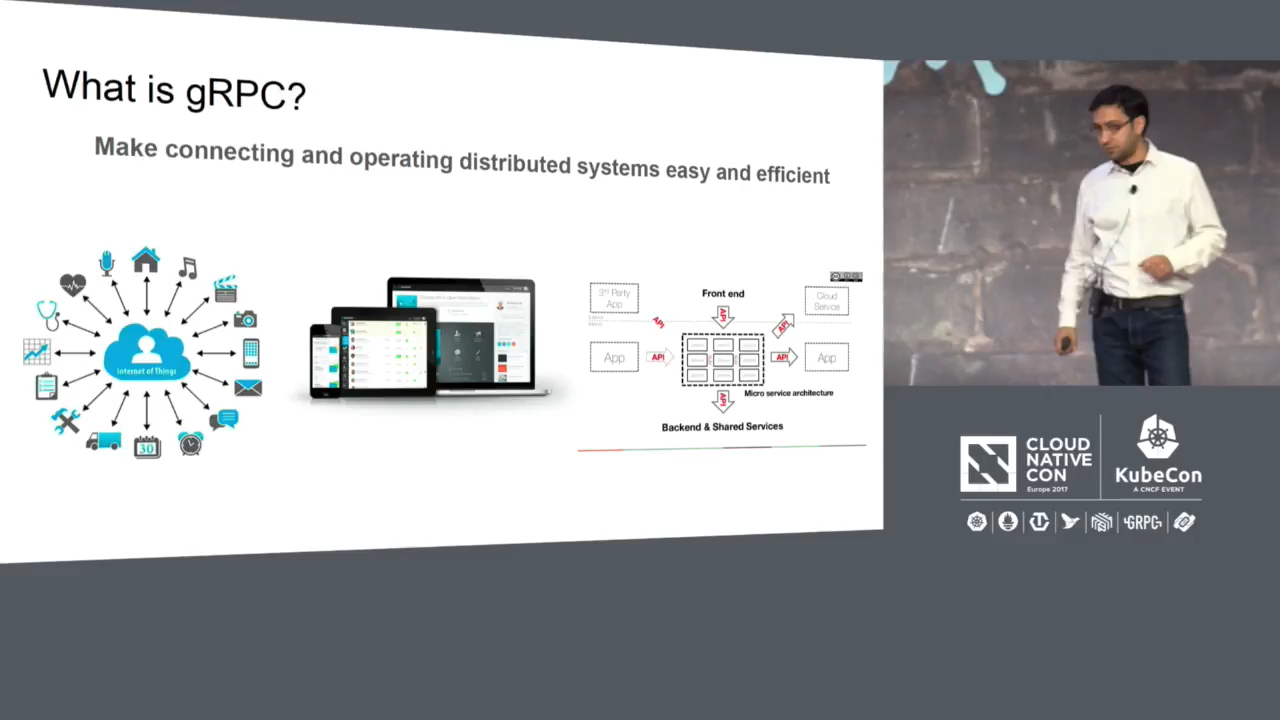 What is gRPC?
Make connecting and operating distributed systems easy and efficient
Internet of Things
30
3rd Party App
Front end
Cloud Service
API
API
API
App
API
API
App
API
Micro service architecture
Backend & Shared Services
CLOUD NATIVE CON
Europe 2017
KubeCon
A CNCF EVENT
GRPC